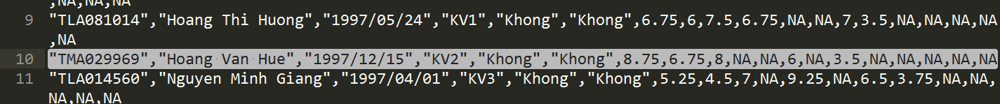 ,NA,NA,NA
9 "TLA081014","Hoang Thi Huong","1997/05/24","KV1","Khong","Khong",6.75,6,7.5,6.75,NA,NA,7,3.5,NA,NA,NA,NA
,NA
10 "TMA029969","Hoang Van Hue","1997/12/15","KV2","Khong","Khong",8.75,6.75,8,NA,NA,6,NA,3.5,NA,NA,NA,NA,NA
11 "TLA014560","Nguyen Minh Giang","1997/04/01","KV3","Khong","Khong",5.25,4.5,7,NA,9.25,NA,6.5,3.75,NA,NA,
NA,NA,NA